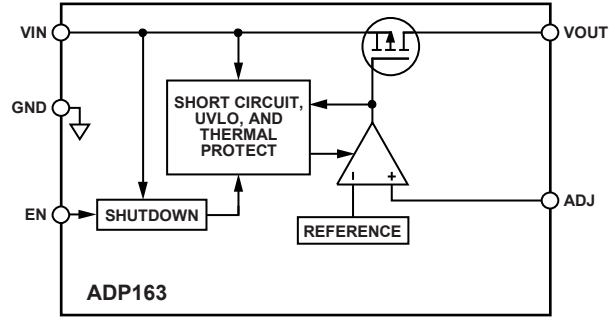 VIN
VOUT
GND
SHORT CIRCUIT,
UVLO, AND
THERMAL
PROTECT
EN
SHUTDOWN
–
+
REFERENCE
ADJ
ADP163